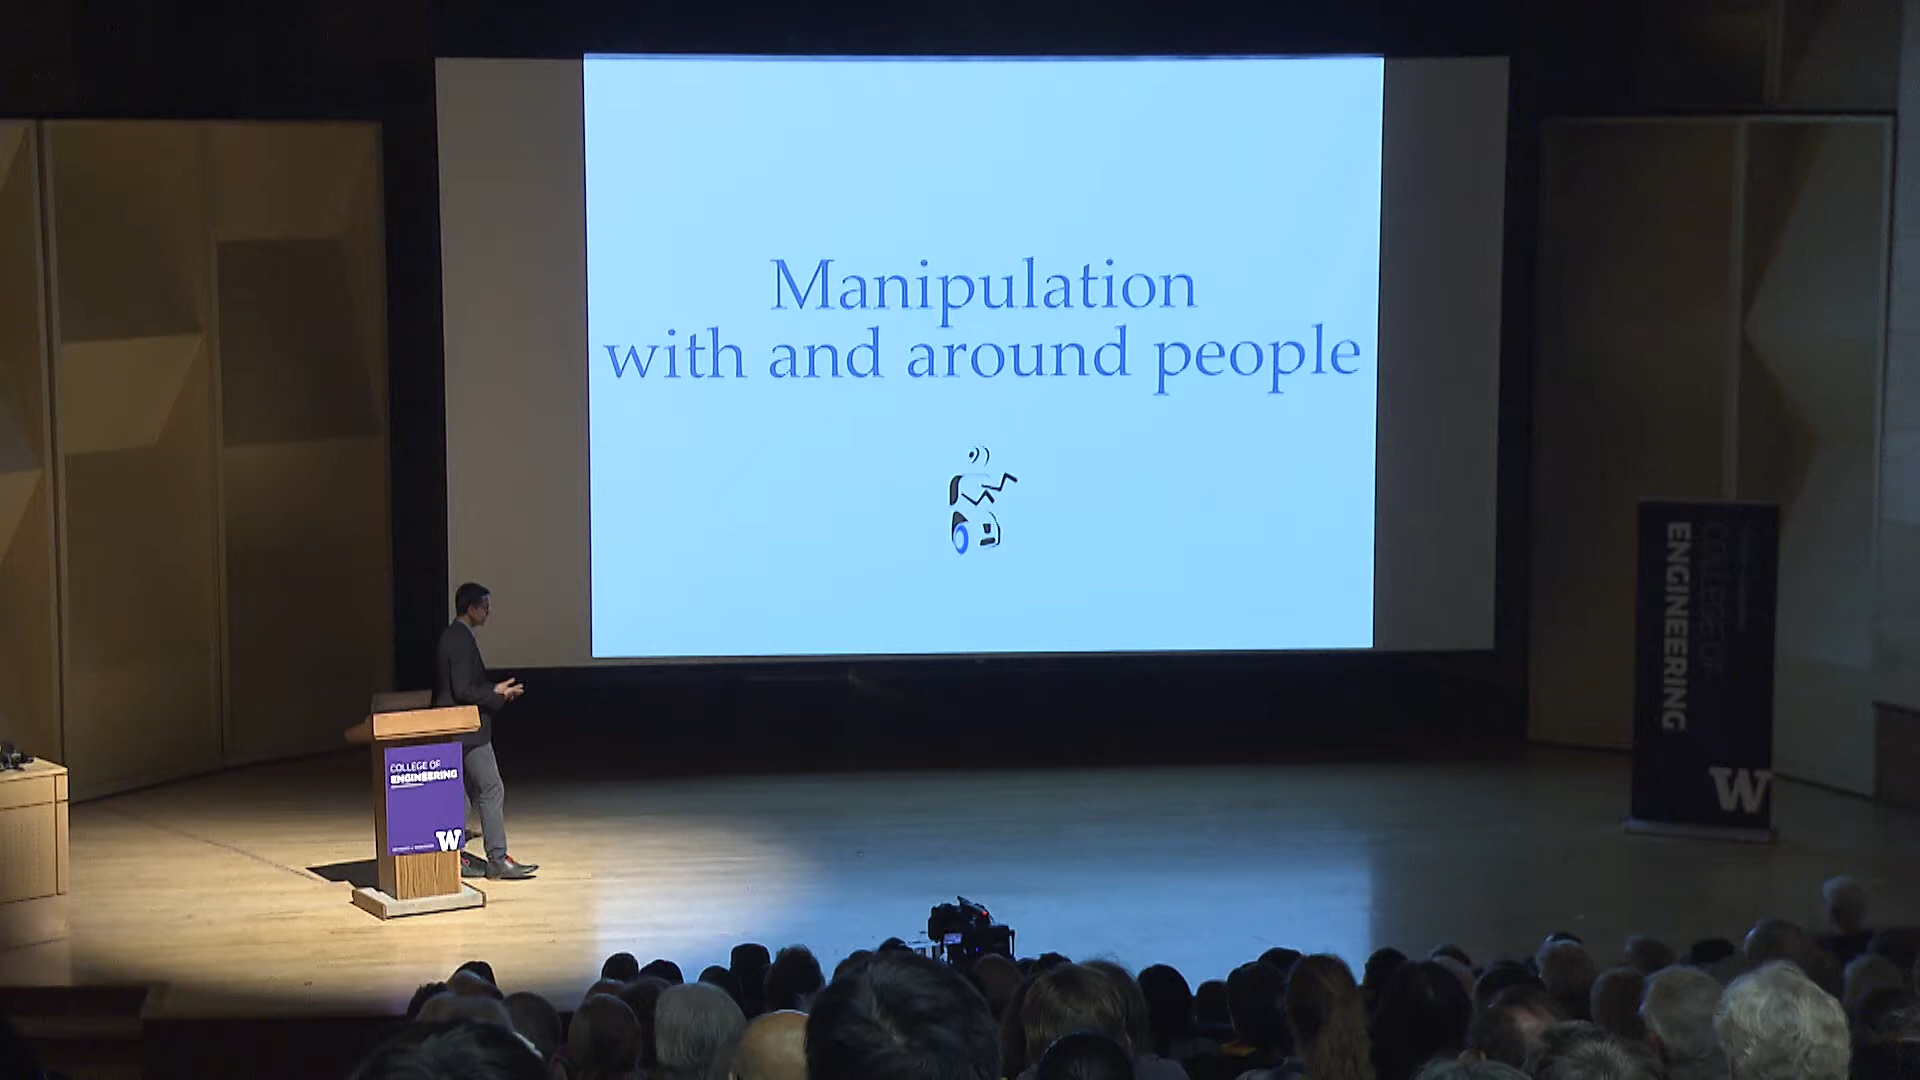 Manipulation
with and around people
COLLEGE OF
ENGINEERING
W
COLLEGE OF
ENGINEERING
W